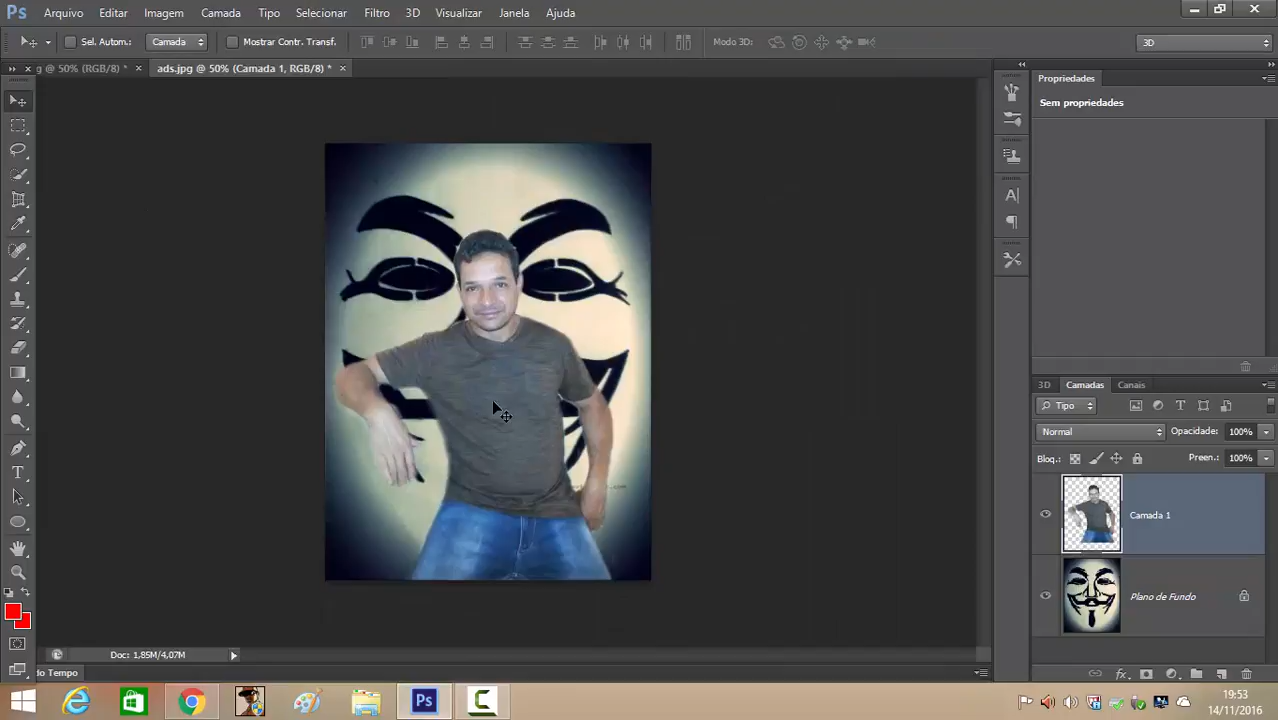 Ps Arquivo Editar Imagem Camada Tipo Selecionar Filtro 3D Visualizar Janela Ajuda
Sel. Autom.: Camada Mostrar Contr. Transf. Modo 3D: 3D
g @ 50% (RGB/8) * × ads.jpg @ 50% (Camada 1, RGB/8) * ×
Propriedades
Sem propriedades
3D Camadas Canais
Tipo
Normal Opacidade: 100%
Bloq.: Preen.: 100%
Camada 1
Plano de Fundo
Doc: 1,85M/4,07M
do Tempo
Ps
19:53
14/11/2016